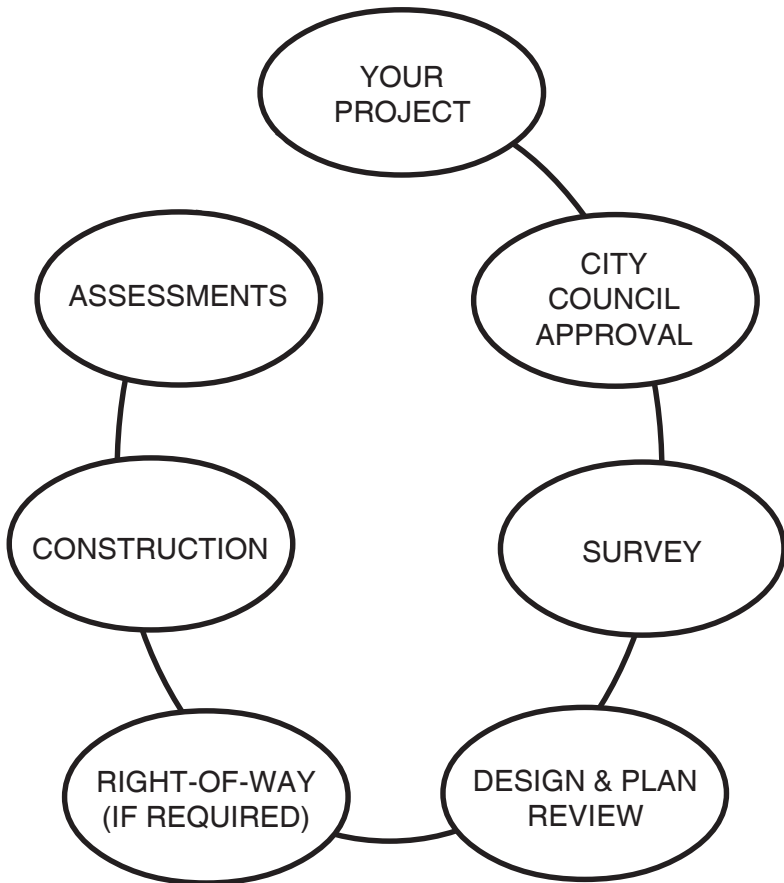 YOUR
PROJECT
CITY
COUNCIL
APPROVAL
SURVEY
DESIGN & PLAN
REVIEW
RIGHT-OF-WAY
(IF REQUIRED)
CONSTRUCTION
ASSESSMENTS